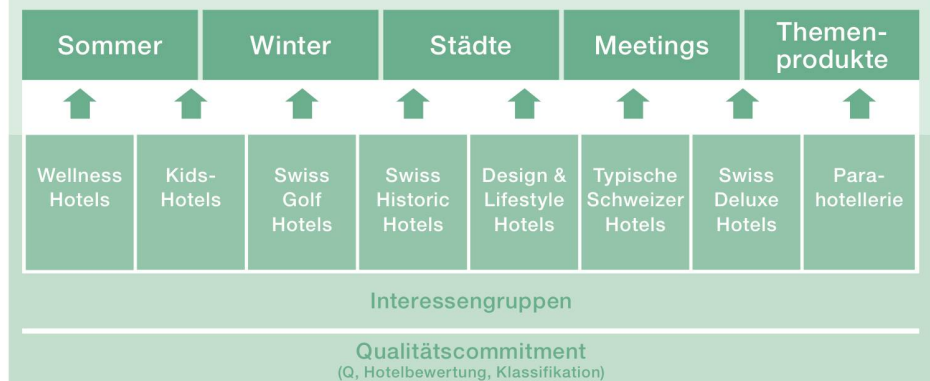 Sommer
Winter
Städte
Meetings
Themen-
produkte
Wellness
Hotels
Kids-
Hotels
Swiss
Golf
Hotels
Swiss
Historic
Hotels
Design &
Lifestyle
Hotels
Typische
Schweizer
Hotels
Swiss
Deluxe
Hotels
Para-
hotellerie
Interessengruppen
Qualitätscommitment
(Q, Hotelbewertung, Klassifikation)